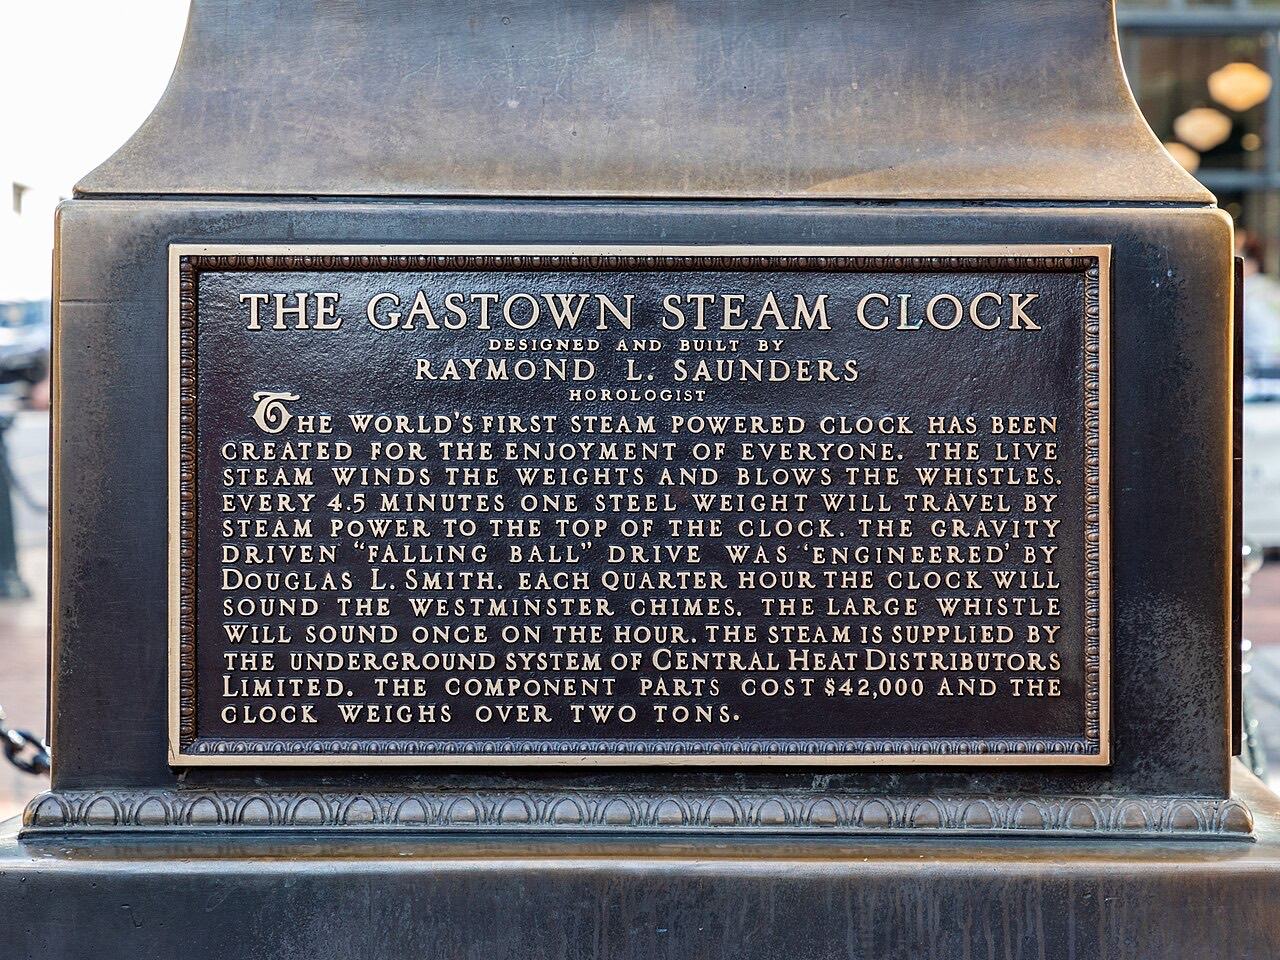 THE GASTOWN STEAM CLOCK
DESIGNED AND BUILT BY
RAYMOND L. SAUNDERS
HOROLOGIST
THE WORLD'S FIRST STEAM POWERED CLOCK HAS BEEN
CREATED FOR THE ENJOYMENT OF EVERYONE. THE LIVE
STEAM WINDS THE WEIGHTS AND BLOWS THE WHISTLES.
EVERY 4.5 MINUTES ONE STEEL WEIGHT WILL TRAVEL BY
STEAM POWER TO THE TOP OF THE CLOCK. THE GRAVITY
DRIVEN "FALLING BALL" DRIVE WAS 'ENGINEERED' BY
DOUGLAS L. SMITH. EACH QUARTER HOUR THE CLOCK WILL
SOUND THE WESTMINSTER CHIMES. THE LARGE WHISTLE
WILL SOUND ONCE ON THE HOUR. THE STEAM IS SUPPLIED BY
THE UNDERGROUND SYSTEM OF CENTRAL HEAT DISTRIBUTORS
LIMITED. THE COMPONENT PARTS COST $42,000 AND THE
CLOCK WEIGHS OVER TWO TONS.